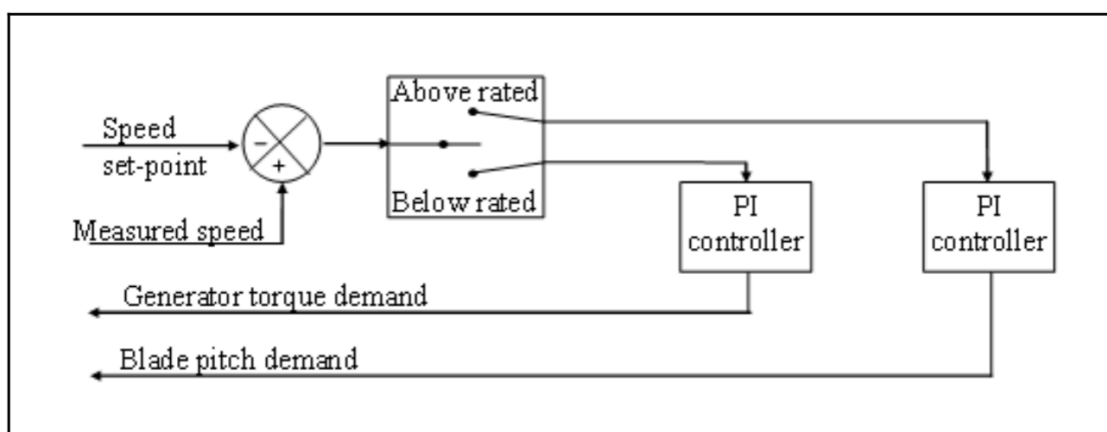 Above rated
Speed
set-point
−
+
Measured speed
Below rated
PI
controller
PI
controller
Generator torque demand
Blade pitch demand